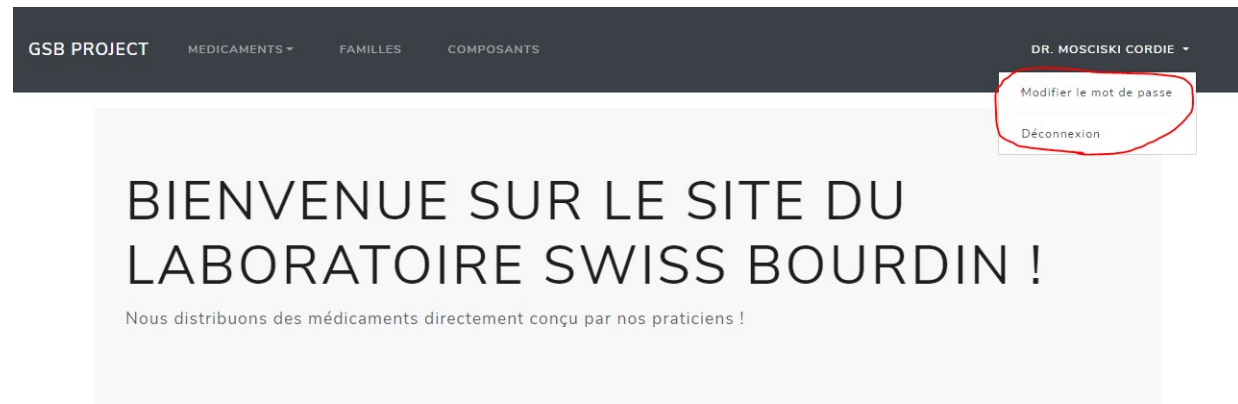 GSB PROJECT MEDICAMENTS FAMILLES COMPOSANTS DR. MOSCISKI CORDIE
Modifier le mot de passe
Déconnexion
BIENVENUE SUR LE SITE DU
LABORATOIRE SWISS BOURDIN !
Nous distribuons des médicaments directement conçu par nos praticiens !